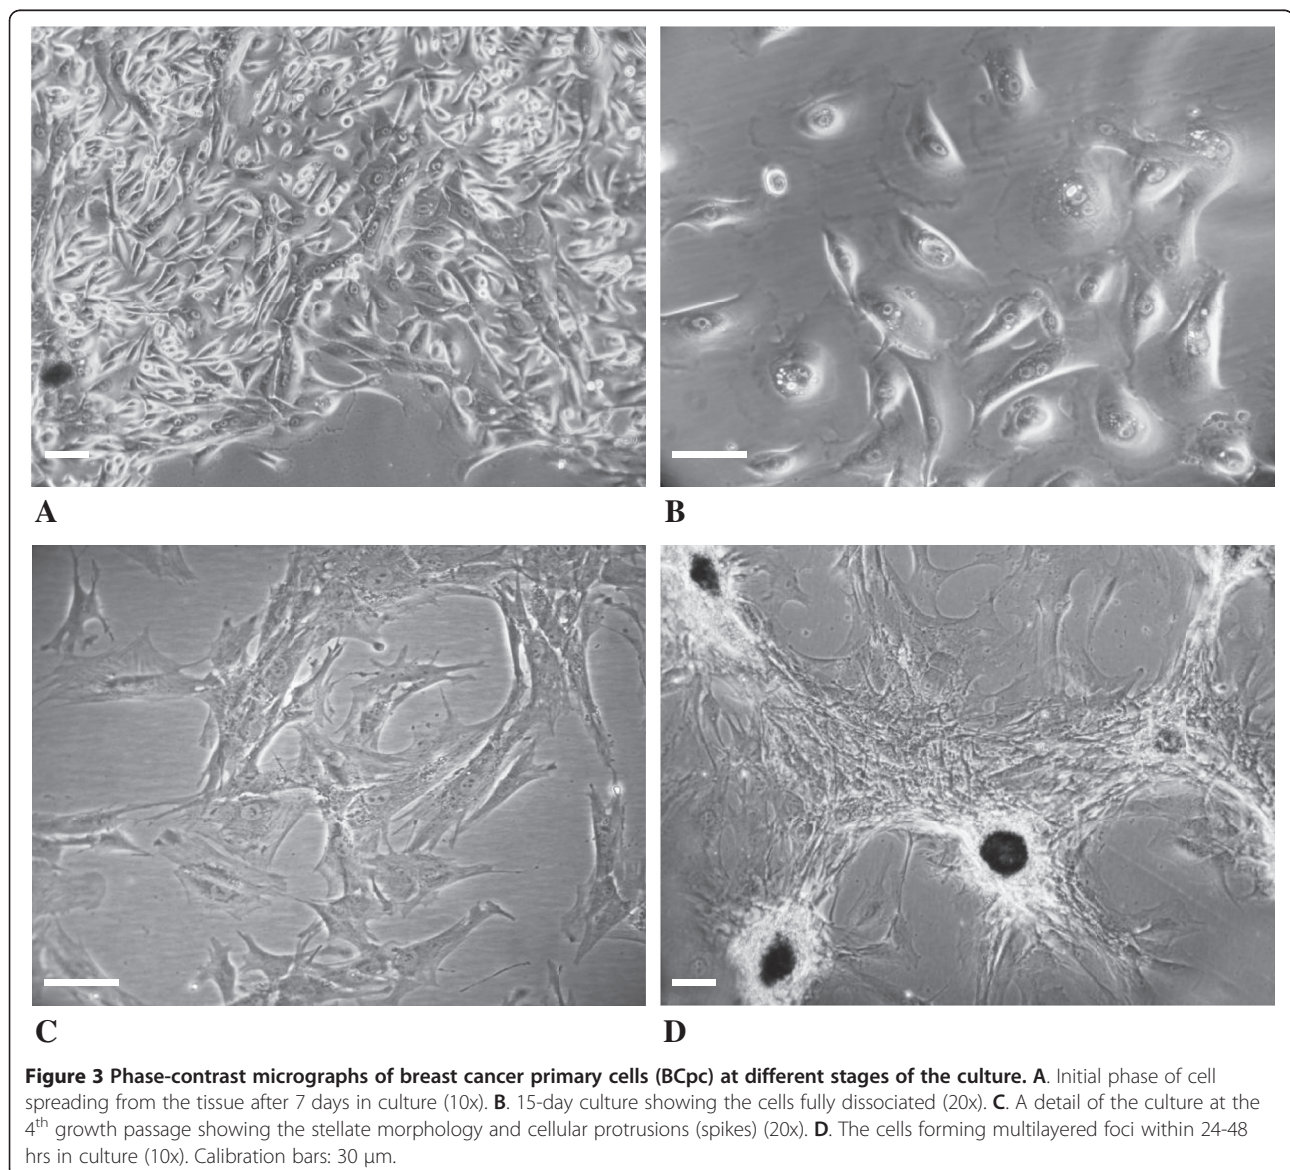 A
B
C
D
Figure 3 Phase-contrast micrographs of breast cancer primary cells (BCpc) at different stages of the culture. A. Initial phase of cell
spreading from the tissue after 7 days in culture (10x). B. 15-day culture showing the cells fully dissociated (20x). C. A detail of the culture at the
4th growth passage showing the stellate morphology and cellular protrusions (spikes) (20x). D. The cells forming multilayered foci within 24-48
hrs in culture (10x). Calibration bars: 30 μm.